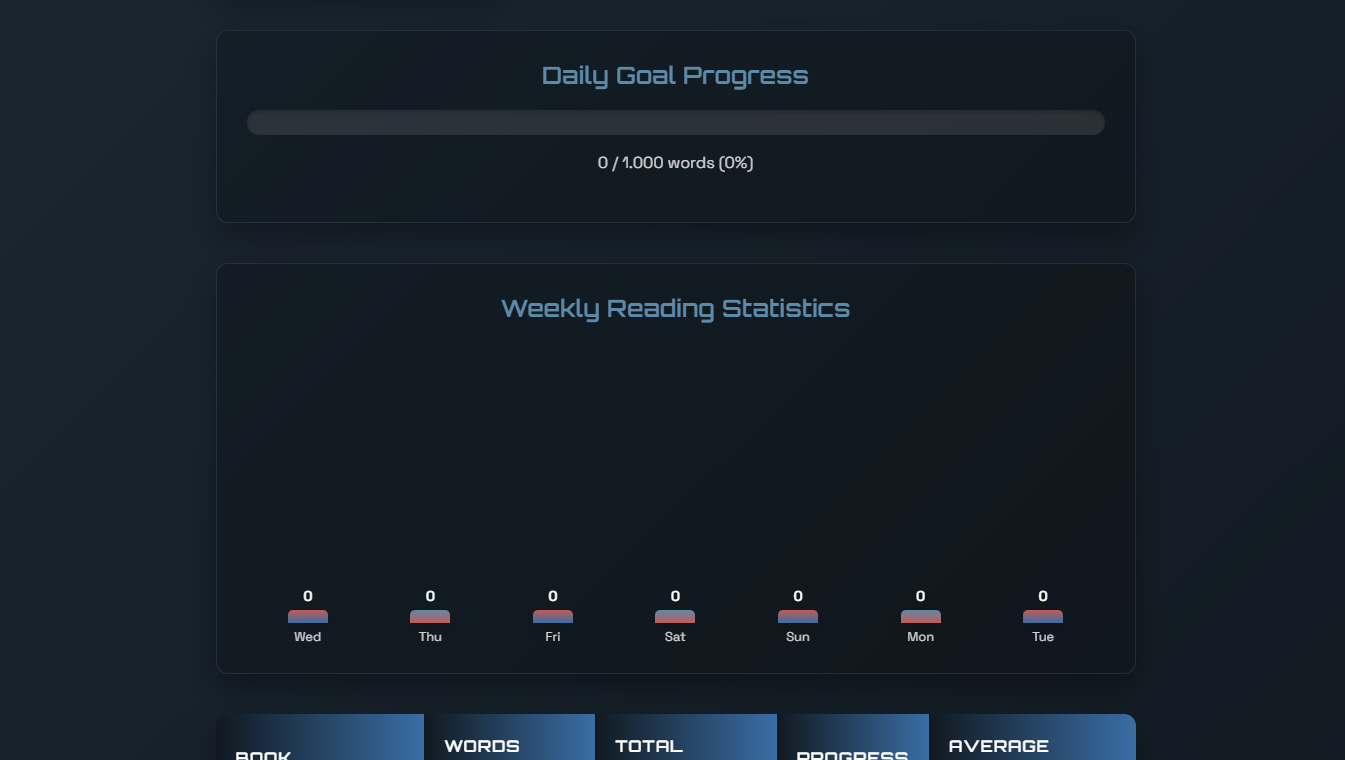 Daily Goal Progress
0 / 1.000 words (0%)
Weekly Reading Statistics
0 0 0 0 0 0 0
Wed Thu Fri Sat Sun Mon Tue
WORDS TOTAL AVERAGE
BOOK PROGRESS